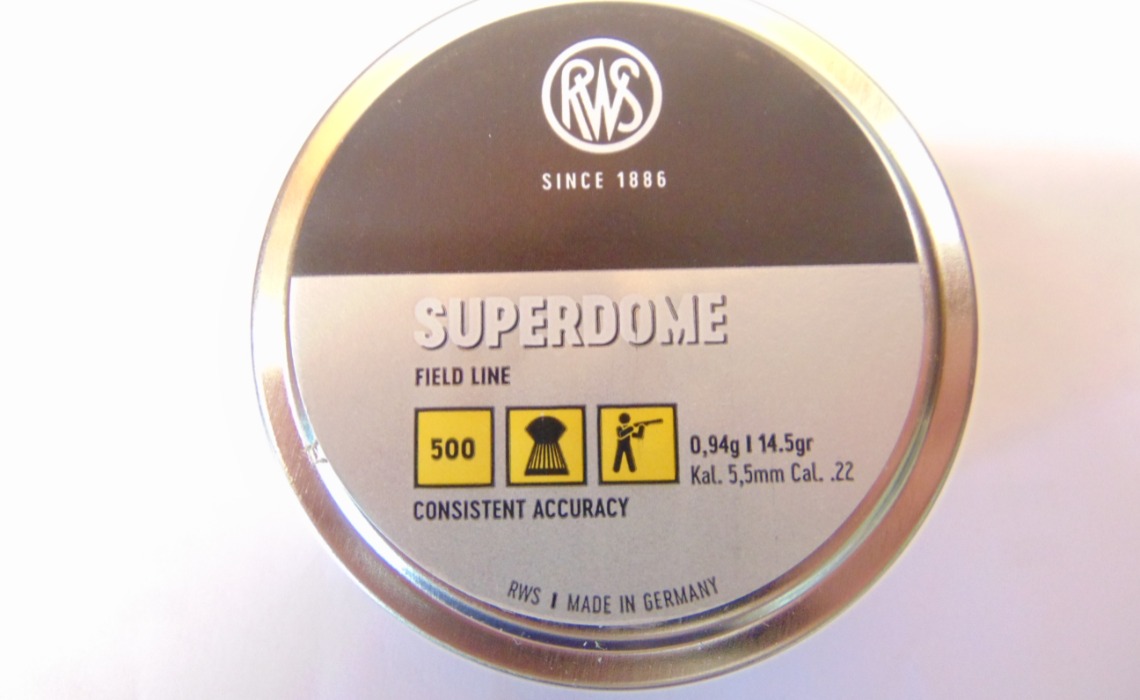 RWS
SINCE 1886
SUPERDOME
FIELD LINE
500
0,94g I 14.5gr
Kal. 5,5mm Cal. .22
CONSISTENT ACCURACY
RWS I MADE IN GERMANY